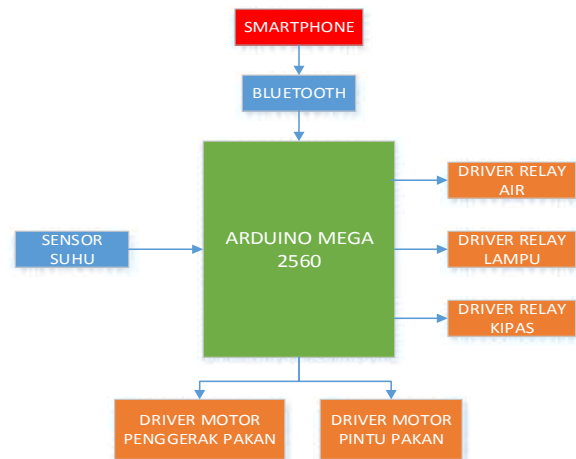 SMARTPHONE
BLUETOOTH
DRIVER RELAY
AIR
ARDUINO MEGA
2560
SENSOR
SUHU
DRIVER RELAY
LAMPU
DRIVER RELAY
KIPAS
DRIVER MOTOR
PENGGERAK PAKAN
DRIVER MOTOR
PINTU PAKAN